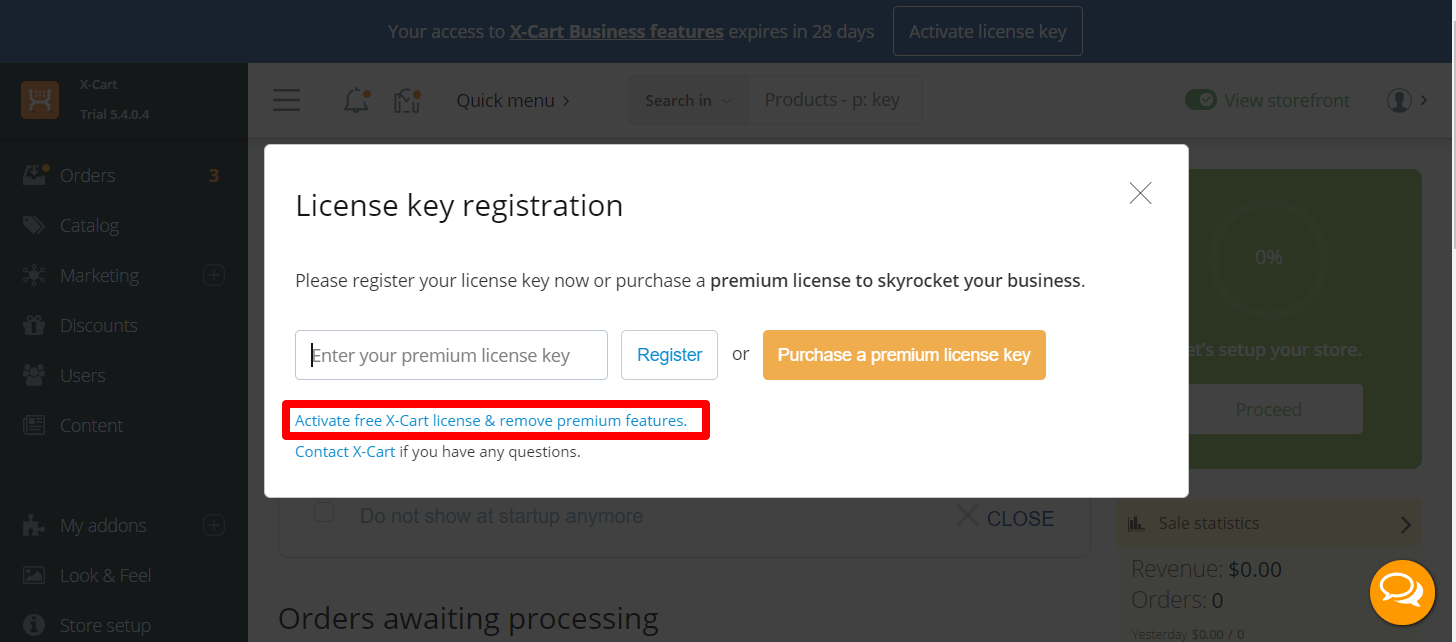 Your access to X-Cart Business features expires in 28 days
Activate license key
X-Cart
Trial 5.4.0.4
Quick menu
Search in
Products - p: key
View storefront
Orders
3
Catalog
Marketing
Discounts
Users
Content
My addons
Look & Feel
Store setup
License key registration
Please register your license key now or purchase a premium license to skyrocket your business.
Enter your premium license key
Register
or
Purchase a premium license key
Activate free X-Cart license & remove premium features.
Contact X-Cart if you have any questions.
0%
et's setup your store.
Proceed
Do not show at startup anymore
CLOSE
Sale statistics
Revenue: $0.00
Orders: 0
Yesterday $0.00 / 0
Orders awaiting processing